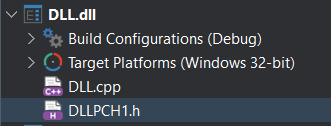 DLL.dll
Build Configurations (Debug)
Target Platforms (Windows 32-bit)
C++ DLL.cpp
H DLLPCH1.h